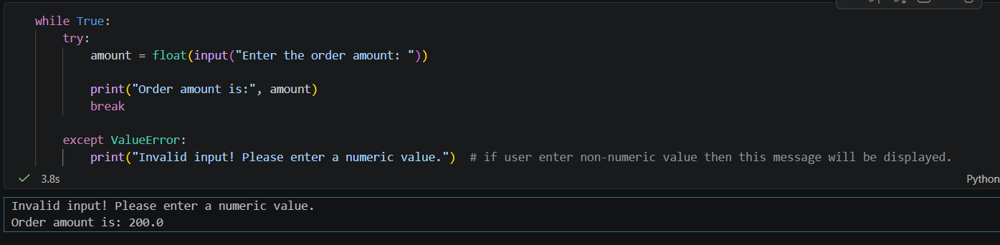 while True:
    try:
        amount = float(input("Enter the order amount: "))
        print("Order amount is:", amount)
        break
    except ValueError:
        print("Invalid input! Please enter a numeric value.")  # if user enter non-numeric value then this message will be displayed.
3.8s
Python
Invalid input! Please enter a numeric value.
Order amount is: 200.0